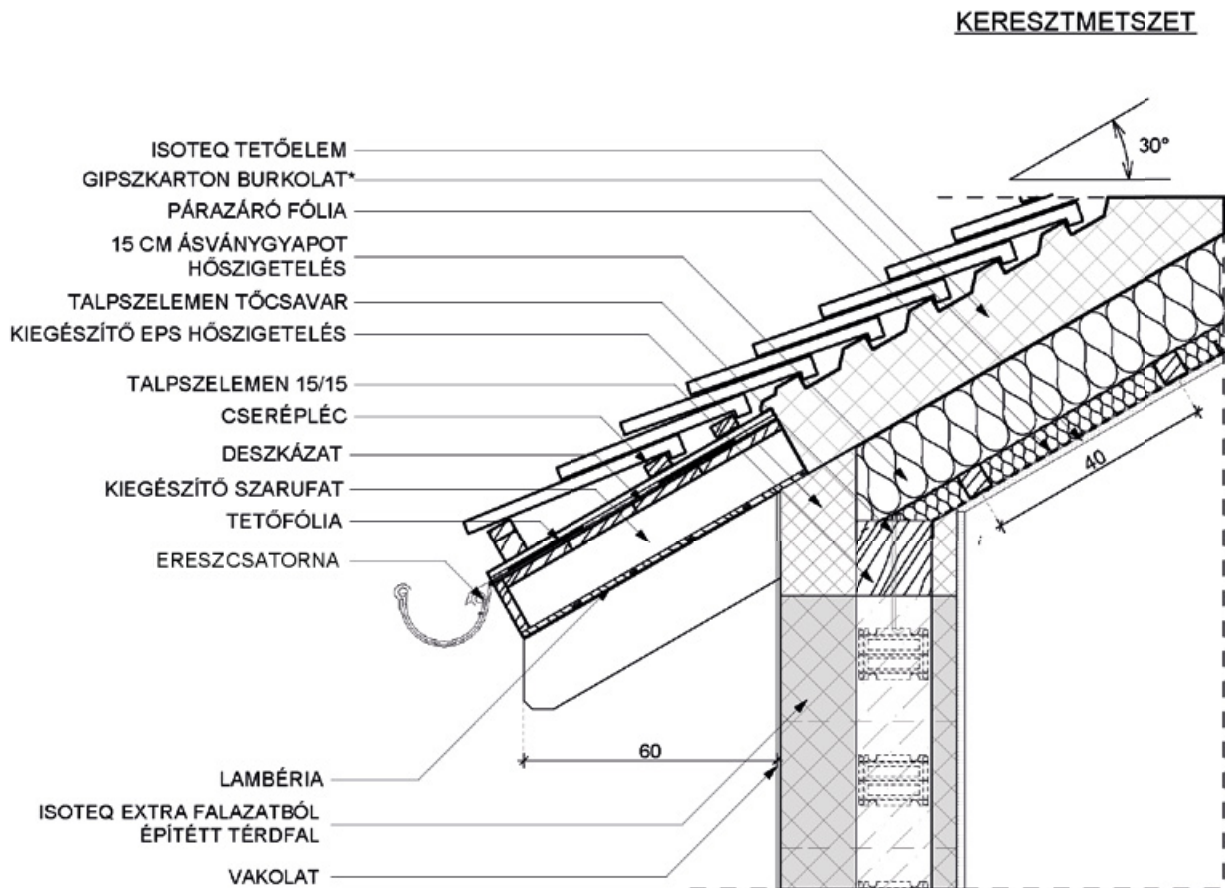 KERESZTMETSZET
30°
ISOTEQ TETŐELEM
GIPSZKARTON BURKOLAT*
PÁRAZÁRÓ FÓLIA
15 CM ÁSVÁNYGYAPOT
HŐSZIGETELÉS
TALPSZELEMEN TŐCSAVAR
KIEGÉSZÍTŐ EPS HŐSZIGETELÉS
TALPSZELEMEN 15/15
CSERÉPLÉC
DESZKÁZAT
KIEGÉSZÍTŐ SZARUFAT
TETŐFÓLIA
ERESZCSATORNA
40
60
LAMBÉRIA
ISOTEQ EXTRA FALAZATBÓL
ÉPÍTÉTT TÉRDFAL
VAKOLAT